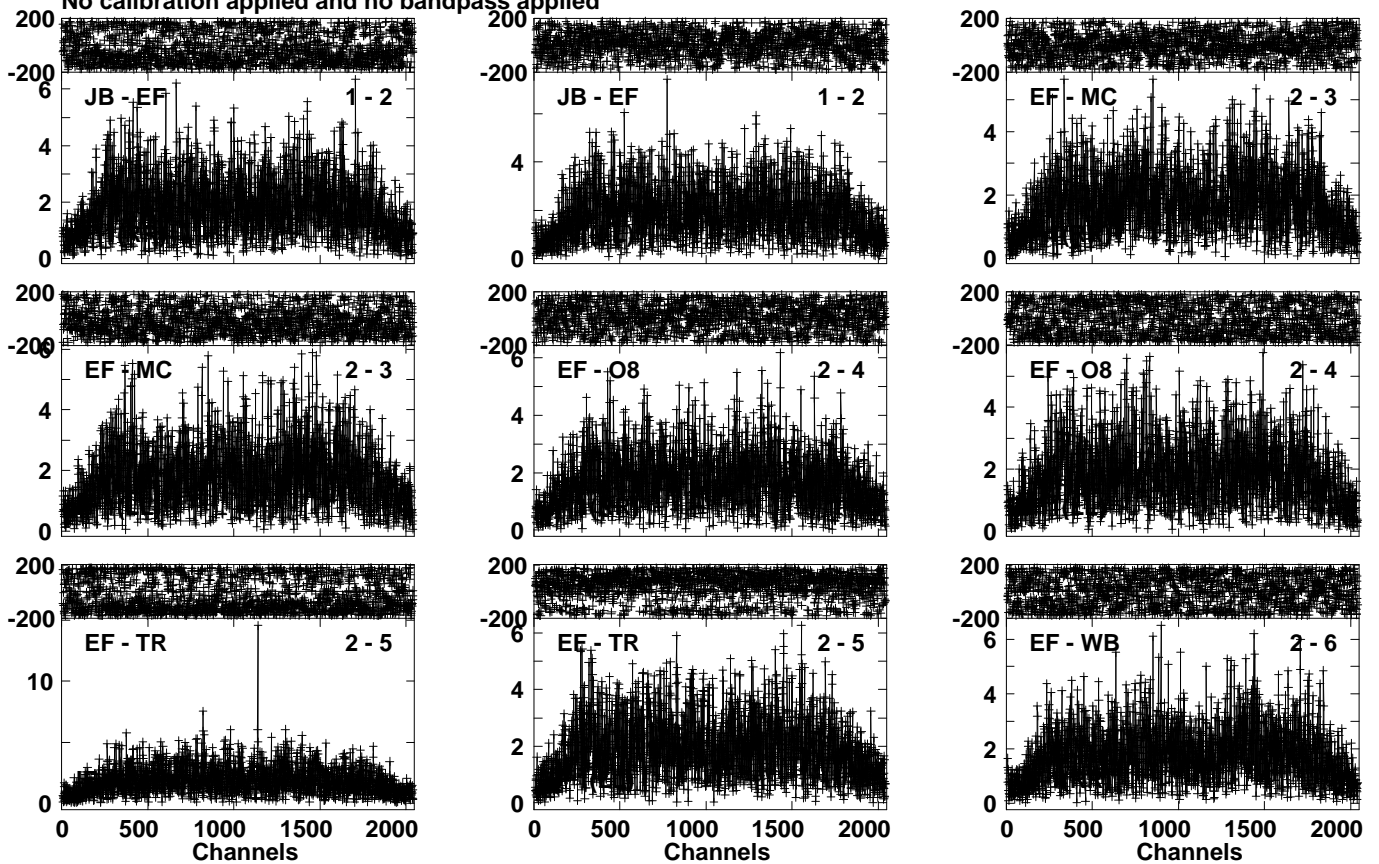 No calibration applied and no bandpass applied
200 200 200
-200 -200 -200
JB - EF 1 - 2 JB - EF 1 - 2 EF - MC 2 - 3
6
4 4 4
2 2
0 0 0
200 200 200
-200 -200 -200
EF - MC 2 - 3 EF - O8 2 - 4 EF - O8 2 - 4
6 6
4 4 4
2 2 2
0 0 0
200 200 200
-200 -200 -200
EF - TR 2 - 5 EF - TR 2 - 5 EF - WB 2 - 6
10 6 6
4 4
2 2
0 0 0
0 500 1000 1500 2000 0 500 1000 1500 2000 0 500 1000 1500 2000
Channels Channels Channels